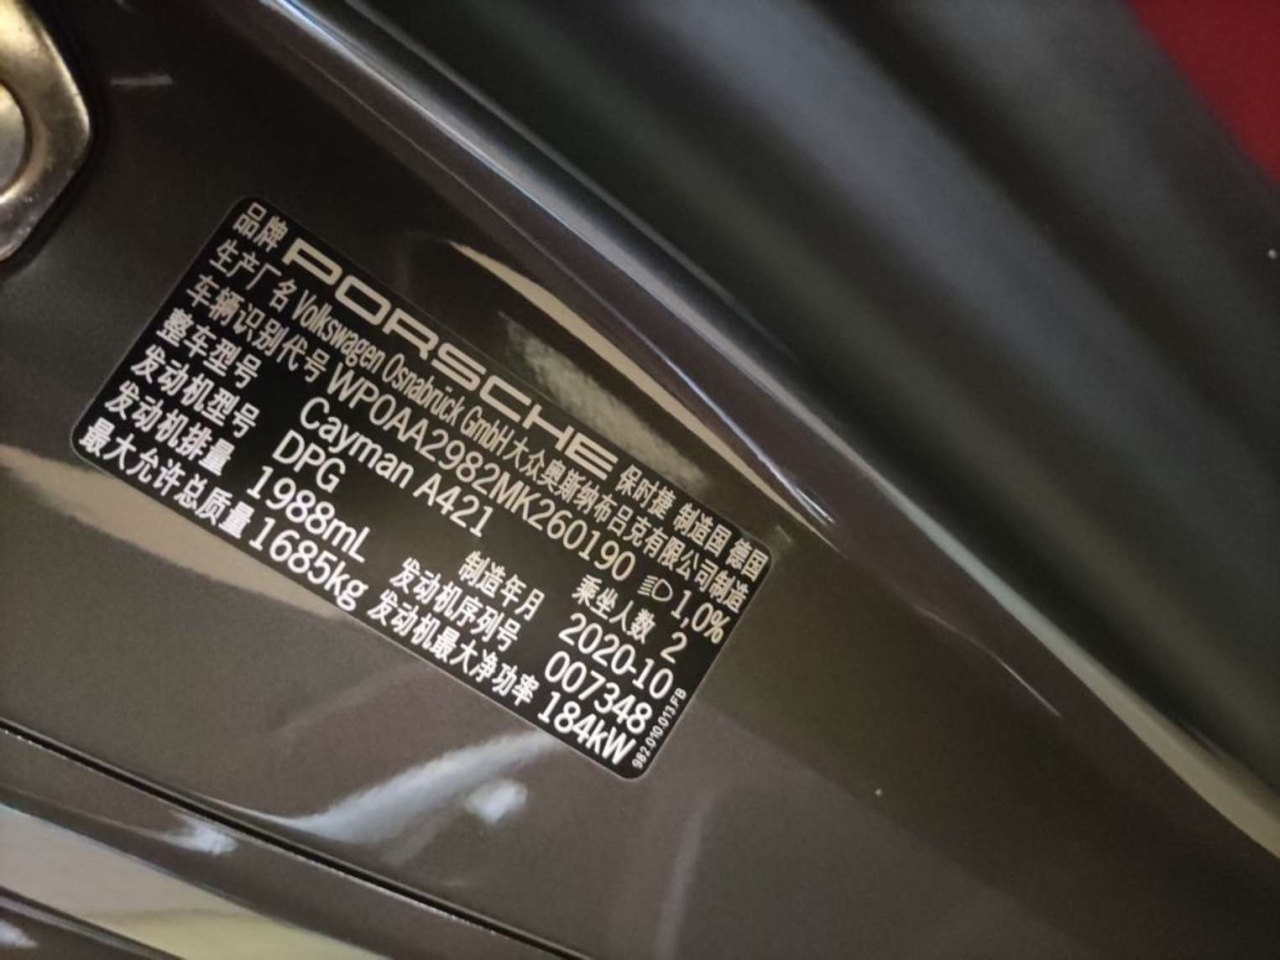 品牌 PORSCHE 保时捷 制造国 德国
生产厂名 Volkswagen Osnabrück GmbH 大众奥斯纳布吕克有限公司制造
车辆识别代号 WP0AA2982MK260190 1,0%
整车型号 Cayman A421 乘坐人数 2
发动机型号 DPG 制造年月 2020-10
发动机排量 1988mL 发动机序列号 007348
最大允许总质量 1685kg 发动机最大净功率 184kW
982.010.013.FB